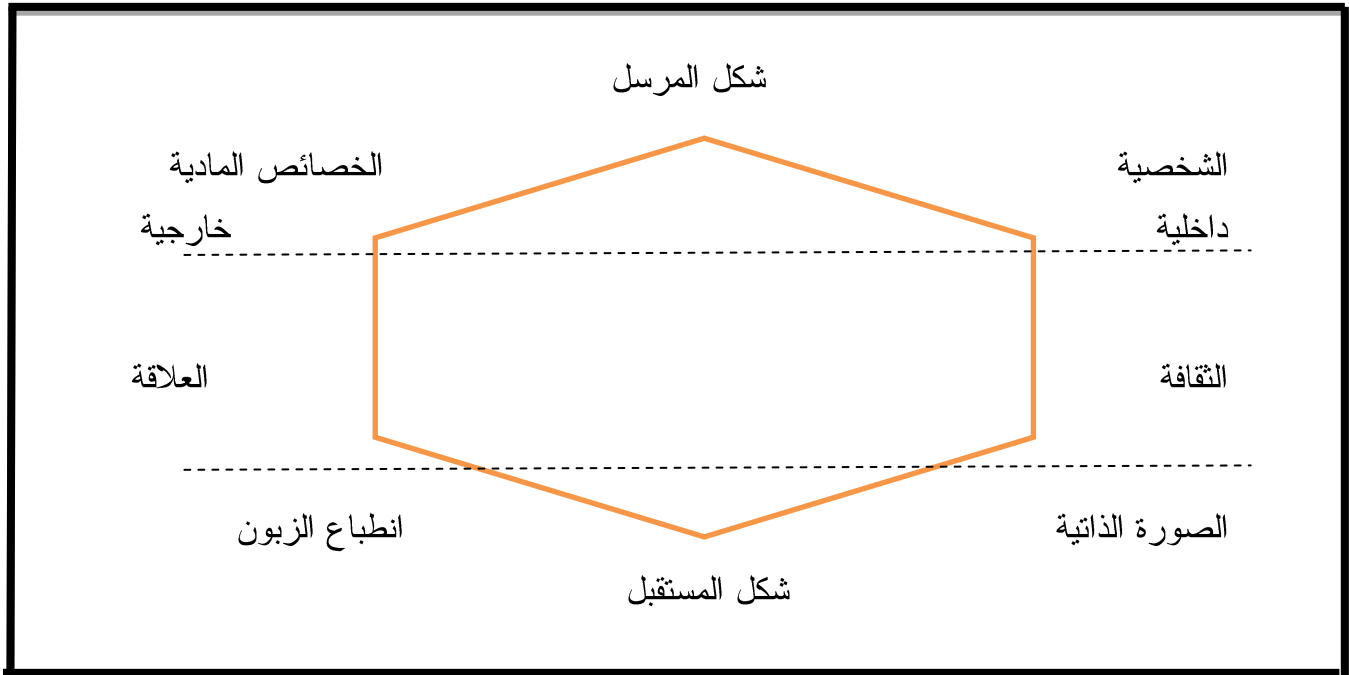 شكل المرسل
الشخصية
الخصائص المادية
داخلية
خارجية
الثقافة
العلاقة
الصورة الذاتية
انطباع الزبون
شكل المستقبل